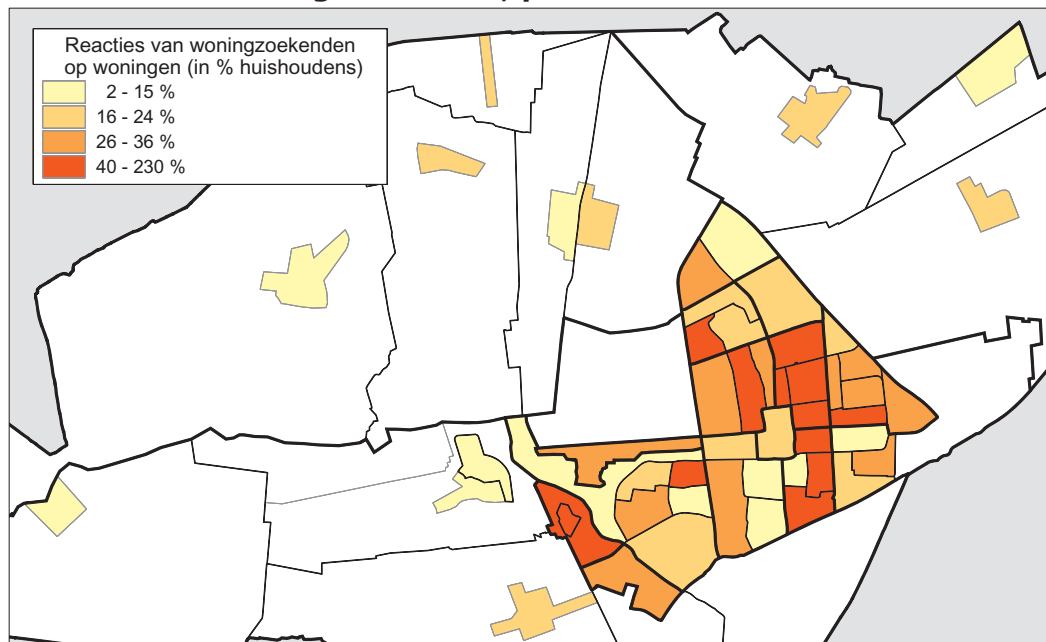 Reacties van woningzoekenden
op woningen (in % huishoudens)
2 - 15 %
16 - 24 %
26 - 36 %
40 - 230 %